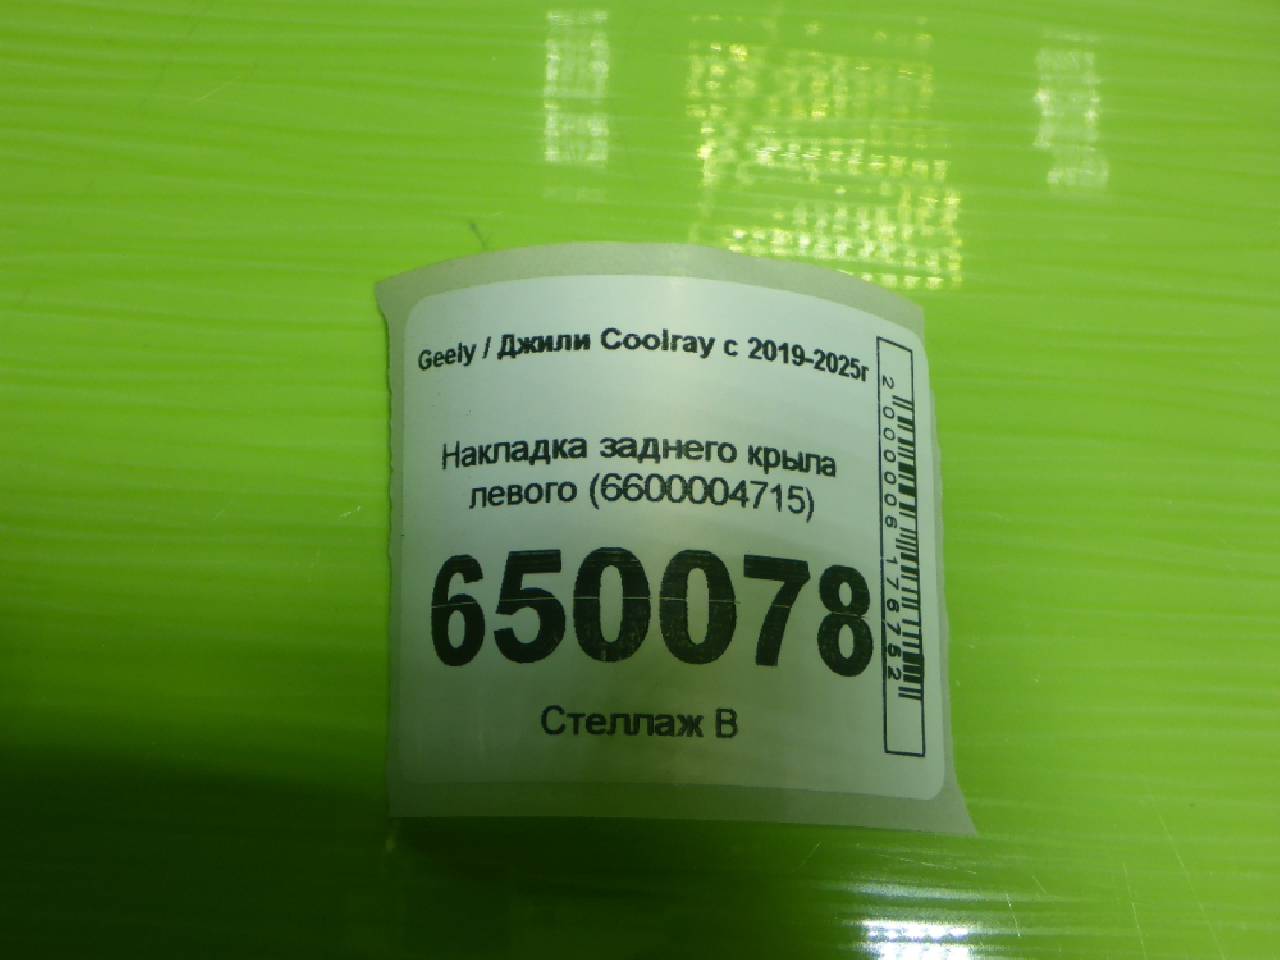 Geely / Джили Coolray с 2019-2025г
Накладка заднего крыла
левого (6600004715)
650078
Стеллаж В
2000006176752